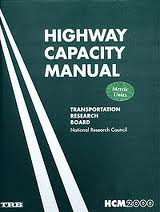 HIGHWAY
CAPACITY
MANUAL
Metric
Units
TRANSPORTATION
RESEARCH
BOARD
National Research Council
TRB
HCM2000